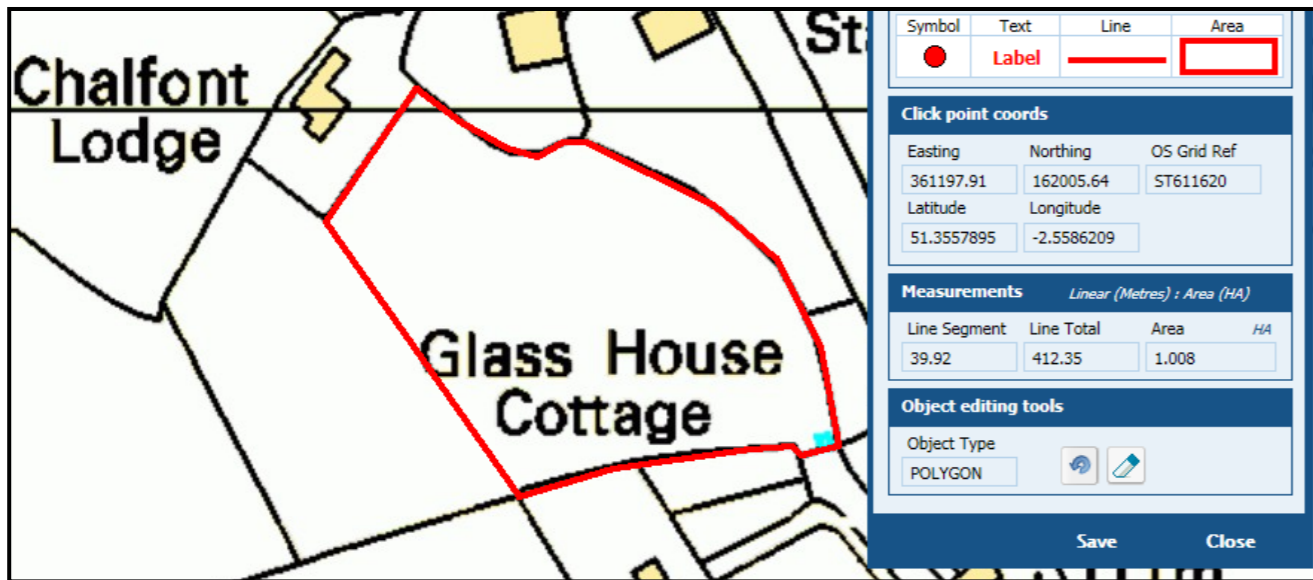 Chalfont
Lodge
Glass House
Cottage
Symbol Text Line Area
Label
Click point coords
Easting Northing OS Grid Ref
361197.91 162005.64 ST611620
Latitude Longitude
51.3557895 -2.5586209
Measurements Linear (Metres) : Area (HA)
Line Segment Line Total Area HA
39.92 412.35 1.008
Object editing tools
Object Type
POLYGON
Save Close